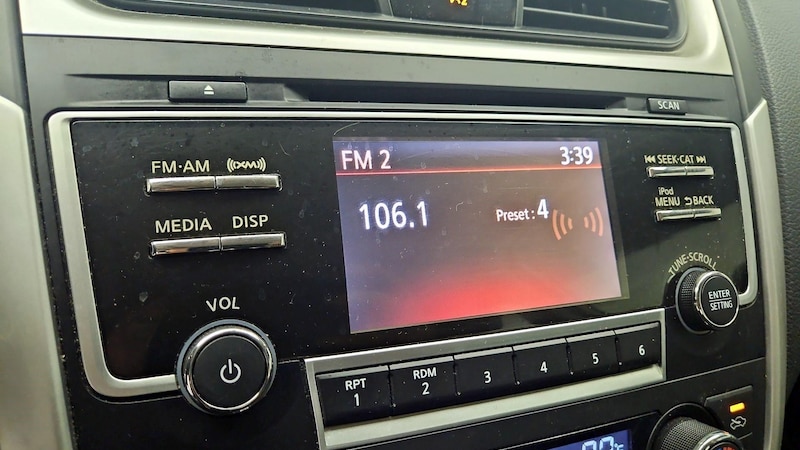 SCAN
FM·AM
((XM))
MEDIA
DISP
VOL
FM 2
3:39
106.1
Preset : 4
SEEK·CAT
iPod
MENU
BACK
TUNE·SCROLL
ENTER
SETTING
RPT
1
RDM
2
3
4
5
6